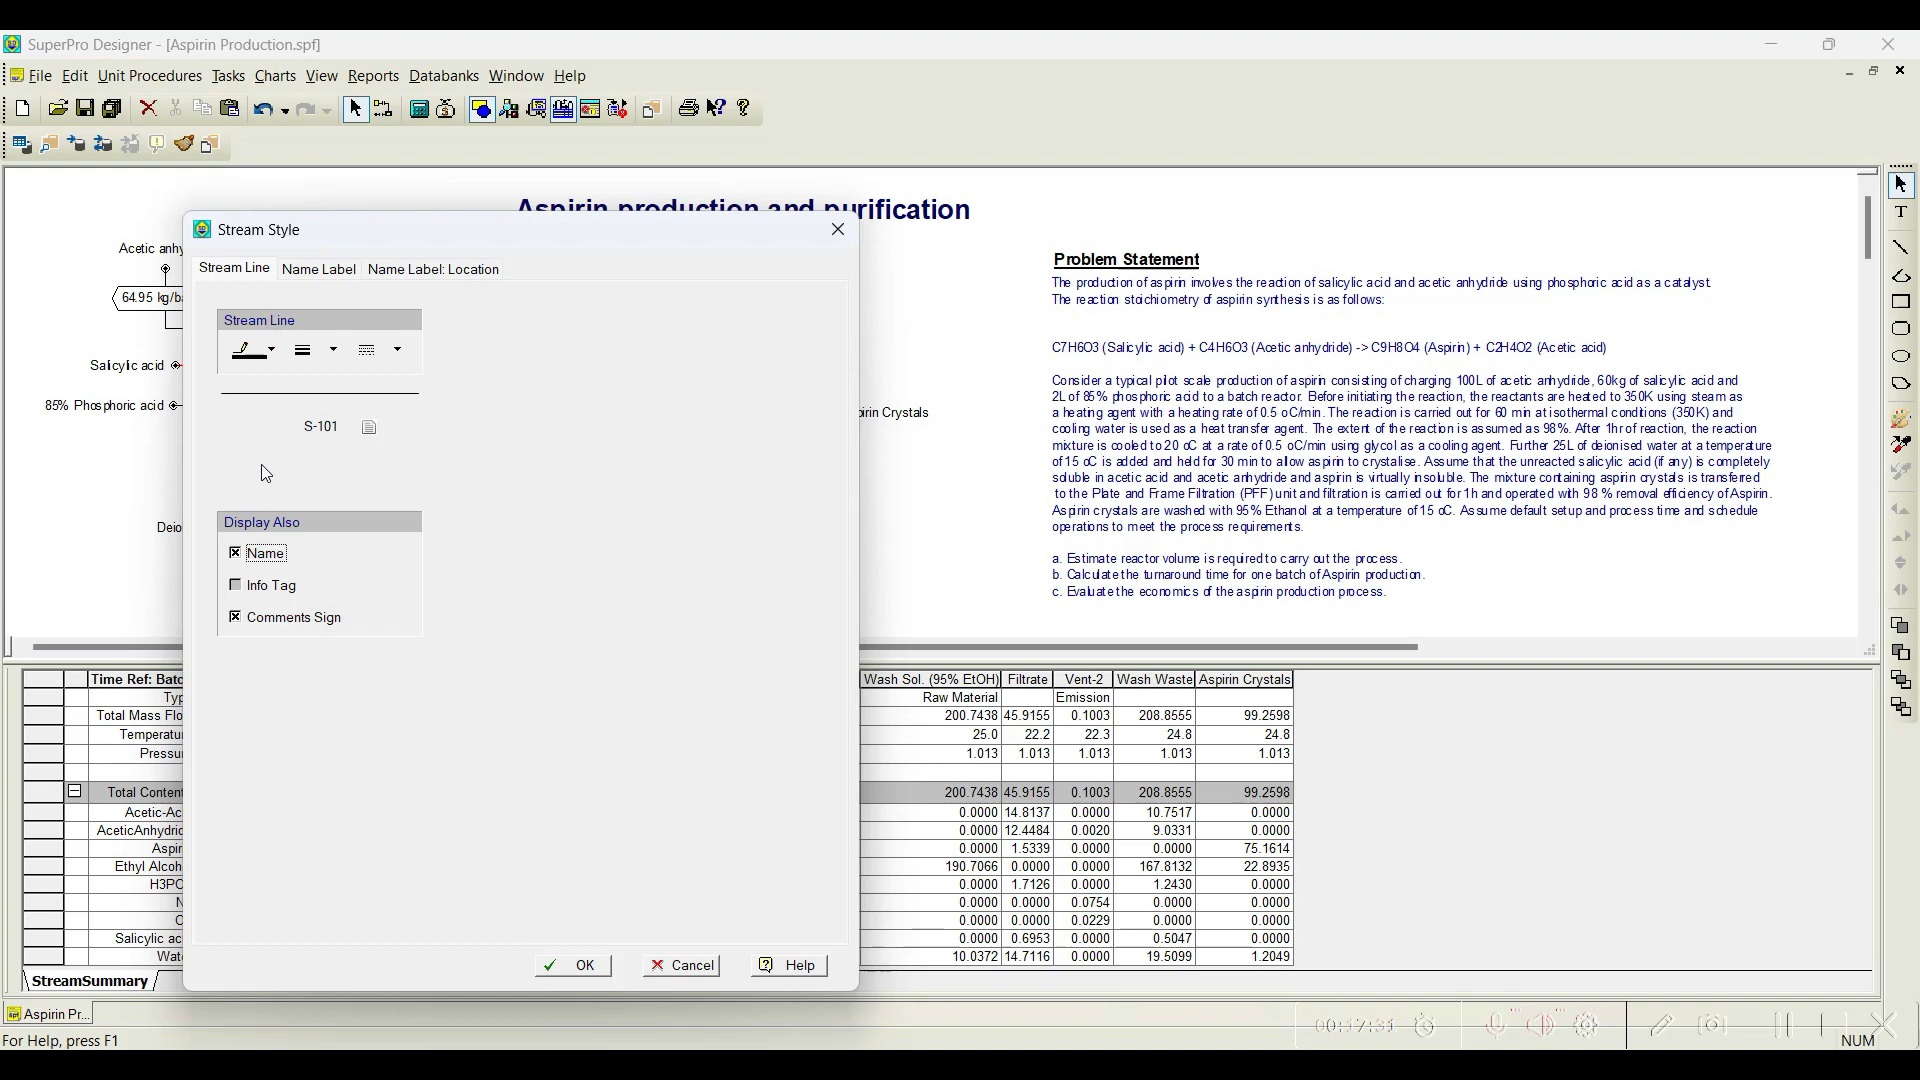 SuperPro Designer - [Aspirin Production.spf]
File Edit Unit Procedures Tasks Charts View Reports Databanks Window Help
Aspirin production and purification
Stream Style
Stream Line Name Label Name Label: Location
Stream Line
S-101
Display Also
Name
Info Tag
Comments Sign
OK Cancel Help
Acetic anhy
64.95 kg/ba
Salicylic acid
85% Phosphoric acid
Deio
pirin Crystals
Problem Statement
The production of aspirin involves the reaction of salicylic acid and acetic anhydride using phosphoric acid as a catalyst.
The reaction stoichiometry of aspirin synthesis is as follows:
C7H6O3 (Salicylic acid) + C4H6O3 (Acetic anhydride) -> C9H8O4 (Aspirin) + C2H4O2 (Acetic acid)
Consider a typical pilot scale production of aspirin consisting of charging 100L of acetic anhydride, 60kg of salicylic acid and
2L of 85% phosphoric acid to a batch reactor. Before initiating the reaction, the reactants are heated to 350K using steam as
a heating agent with a heating rate of 0.5 oC/min. The reaction is carried out for 60 min at isothermal conditions (350K) and
cooling water is used as a heat transfer agent. The extent of the reaction is assumed as 98%. After 1hr of reaction, the reaction
mixture is cooled to 20 oC at a rate of 0.5 oC/min using glycol as a cooling agent. Further 25L of deionised water at a temperature
of 15 oC is added and held for 30 min to allow aspirin to crystalise. Assume that the unreacted salicylic acid (if any) is completely
soluble in acetic acid and acetic anhydride and aspirin is virtually insoluble. The mixture containing aspirin crystals is transferred
to the Plate and Frame Filtration (PFF) unit and filtration is carried out for 1h and operated with 98 % removal efficiency of Aspirin.
Aspirin crystals are washed with 95% Ethanol at a temperature of 15 oC. Assume default setup and process time and schedule
operations to meet the process requirements.
a. Estimate reactor volume is required to carry out the process.
b. Calculate the turnaround time for one batch of Aspirin production.
c. Evaluate the economics of the aspirin production process.
Time Ref: Batc Wash Sol. (95% EtOH) Filtrate Vent-2 Wash Waste Aspirin Crystals
Typ Raw Material Emission
Total Mass Flo 200.7438 45.9155 0.1003 208.8555 99.2598
Temperatu 25.0 22.2 22.3 24.8 24.8
Pressu 1.013 1.013 1.013 1.013 1.013
Total Content 200.7438 45.9155 0.1003 208.8555 99.2598
Acetic-Ac 0.0000 14.8137 0.0000 10.7517 0.0000
AceticAnhydrid 0.0000 12.4484 0.0020 9.0331 0.0000
Aspiri 0.0000 1.5339 0.0000 0.0000 75.1614
Ethyl Alcoh 190.7066 0.0000 0.0000 167.8132 22.8935
H3PO 0.0000 1.7126 0.0000 1.2430 0.0000
N 0.0000 0.0000 0.0754 0.0000 0.0000
O 0.0000 0.0000 0.0229 0.0000 0.0000
Salicylic aci 0.0000 0.6953 0.0000 0.5047 0.0000
Wate 10.0372 14.7116 0.0000 19.5099 1.2049
StreamSummary
Aspirin Pr...
00:17:31
For Help, press F1
NUM